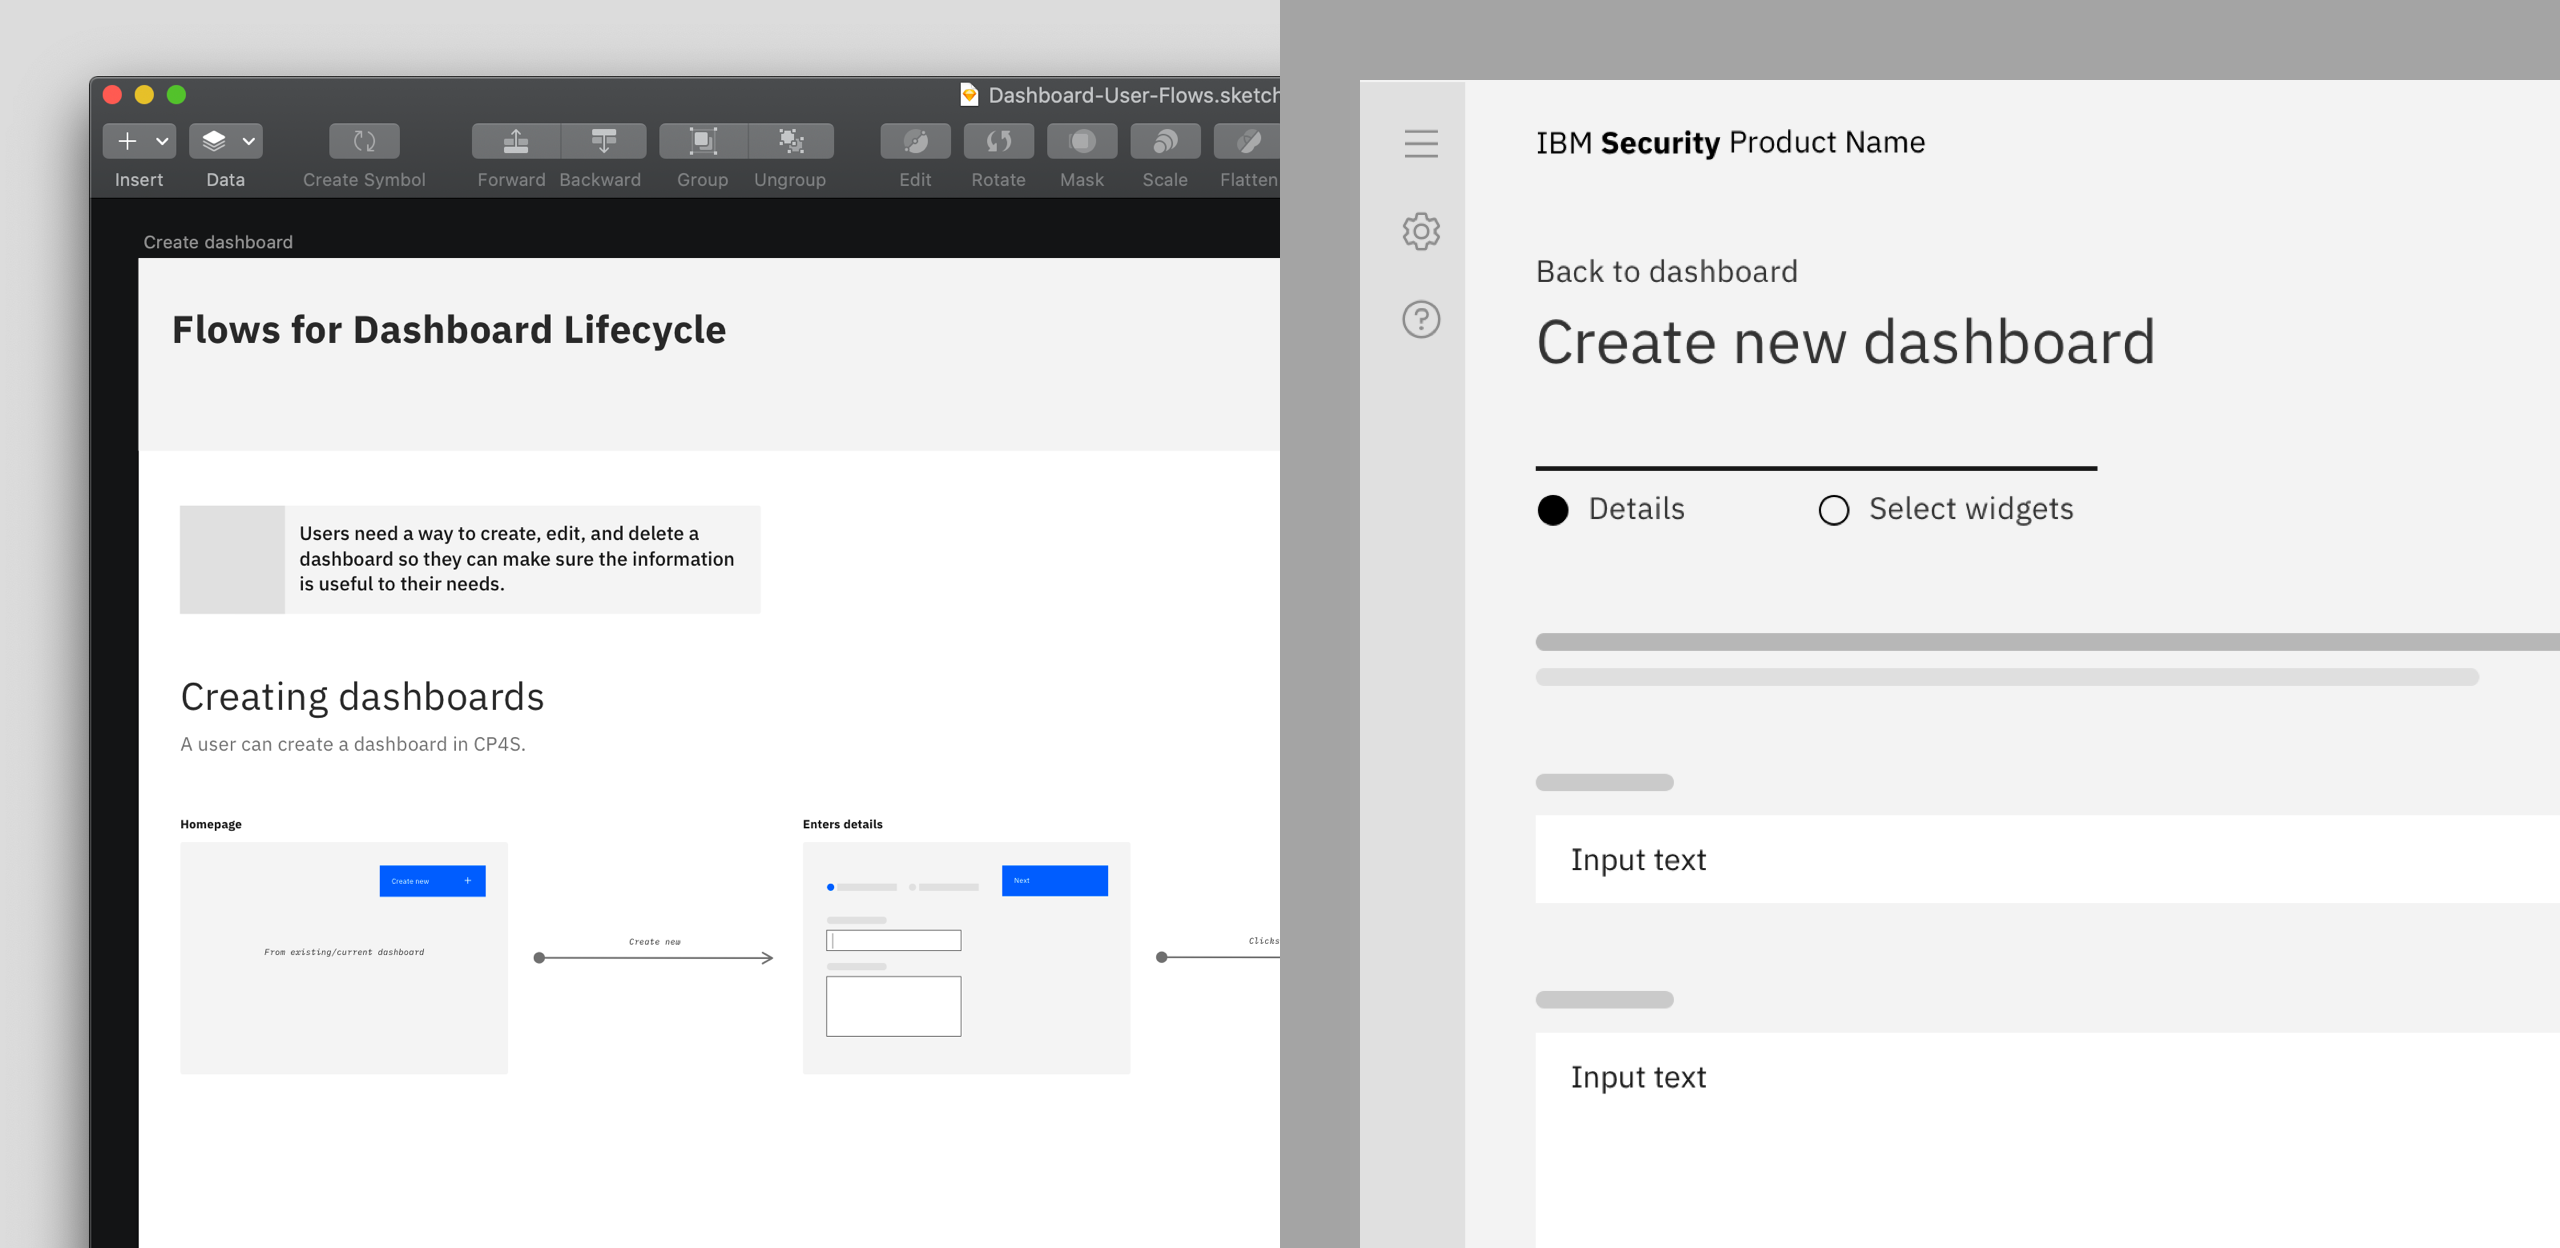 Dashboard-User-Flows.sketch
Insert
Data
Create Symbol
Forward
Backward
Group
Ungroup
Edit
Rotate
Mask
Scale
Flatten
Create dashboard
Flows for Dashboard Lifecycle
Users need a way to create, edit, and delete a
dashboard so they can make sure the information
is useful to their needs.
Creating dashboards
A user can create a dashboard in CP4S.
Homepage
Create new
From existing/current dashboard
Create new
Enters details
Next
Clicks
IBM Security Product Name
Back to dashboard
Create new dashboard
Details
Select widgets
Input text
Input text